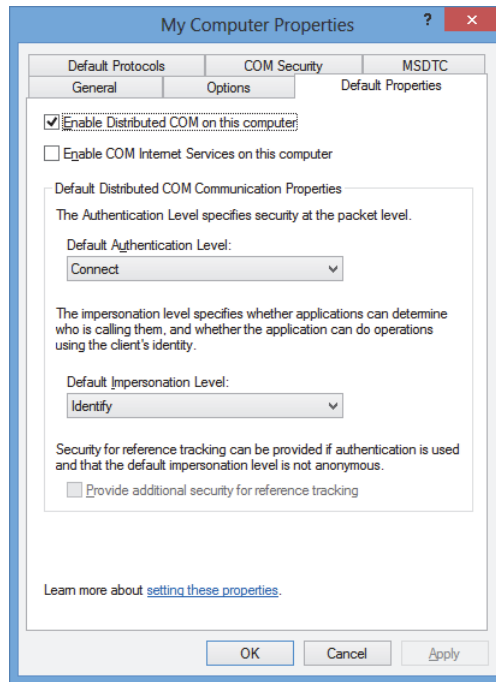 My Computer Properties ?
Default Protocols COM Security MSDTC
General Options Default Properties
Enable Distributed COM on this computer
Enable COM Internet Services on this computer
Default Distributed COM Communication Properties
The Authentication Level specifies security at the packet level.
Default Authentication Level:
Connect
The impersonation level specifies whether applications can determine
who is calling them, and whether the application can do operations
using the client's identity.
Default Impersonation Level:
Identify
Security for reference tracking can be provided if authentication is used
and that the default impersonation level is not anonymous.
Provide additional security for reference tracking
Learn more about setting these properties.
OK Cancel Apply